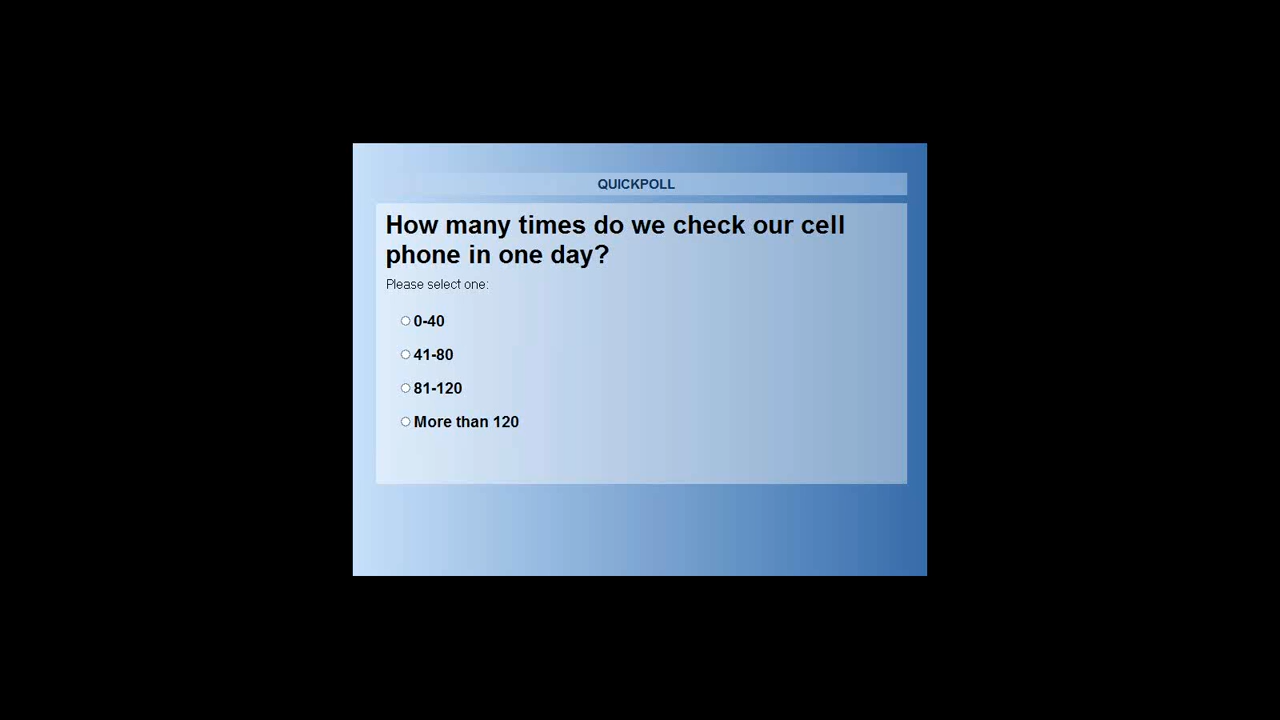 QUICKPOLL
How many times do we check our cell
phone in one day?
Please select one:
0-40
41-80
81-120
More than 120